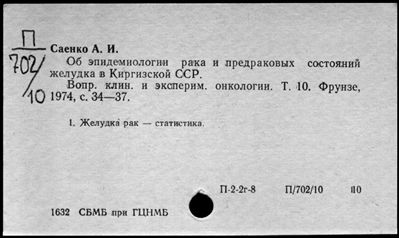 П
702/10
Саенко А. И.
Об эпидемиологии рака и предраковых состояний
желудка в Киргизской ССР.
Вопр. клин. и эксперим. онкологии. Т. 10. Фрунзе,
1974, с. 34—37.
1. Желудка рак — статистика.
П-2-2г-8 П/702/10 10
1632 СБМБ при ГЦНМБ